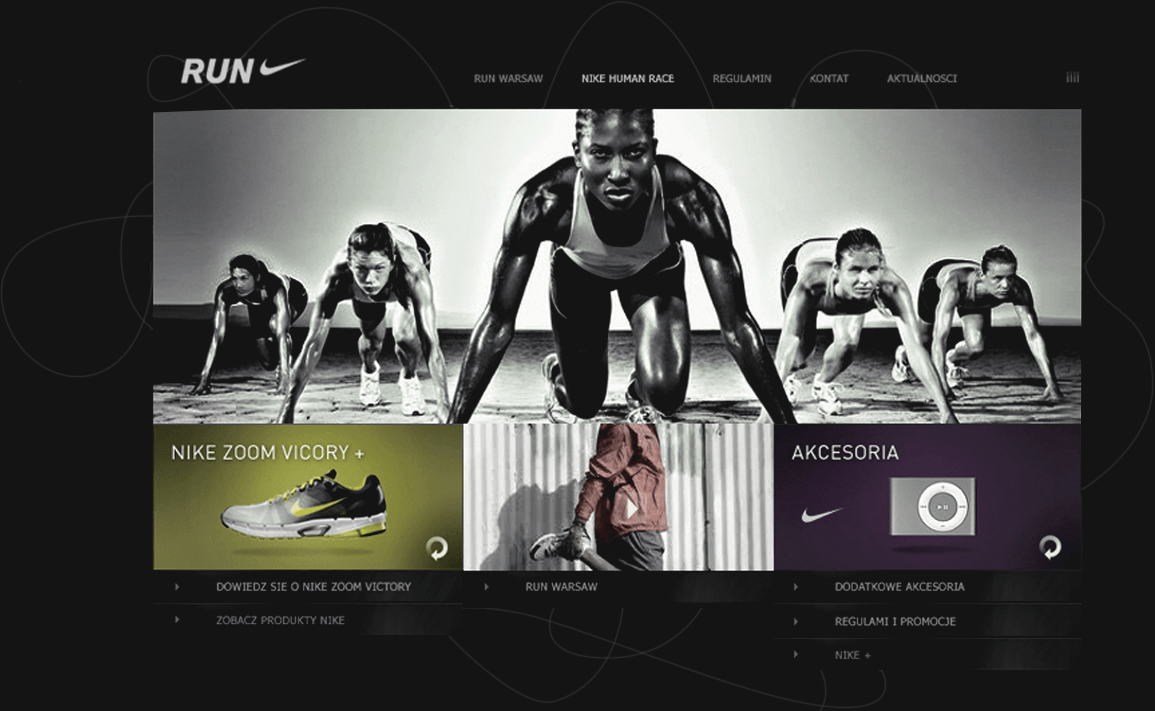 RUN
RUN WARSAW
NIKE HUMAN RACE
REGULAMIN
KONTAT
AKTUALNOSCI
NIKE ZOOM VICORY +
AKCESORIA
DOWIEDZ SIE O NIKE ZOOM VICTORY
RUN WARSAW
DODATKOWE AKCESORIA
ZOBACZ PRODUKTY NIKE
REGULAMI I PROMOCJE
NIKE +